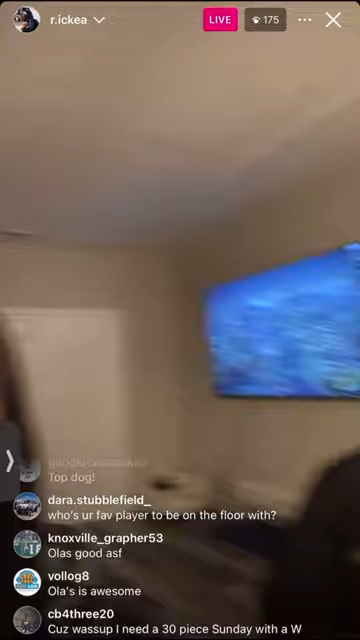 r.ickea
LIVE
175
Top dog!
dara.stubblefield_
who's ur fav player to be on the floor with?
knoxville_grapher53
Olas good asf
vollog8
Ola's is awesome
cb4three20
Cuz wassup I need a 30 piece Sunday with a W